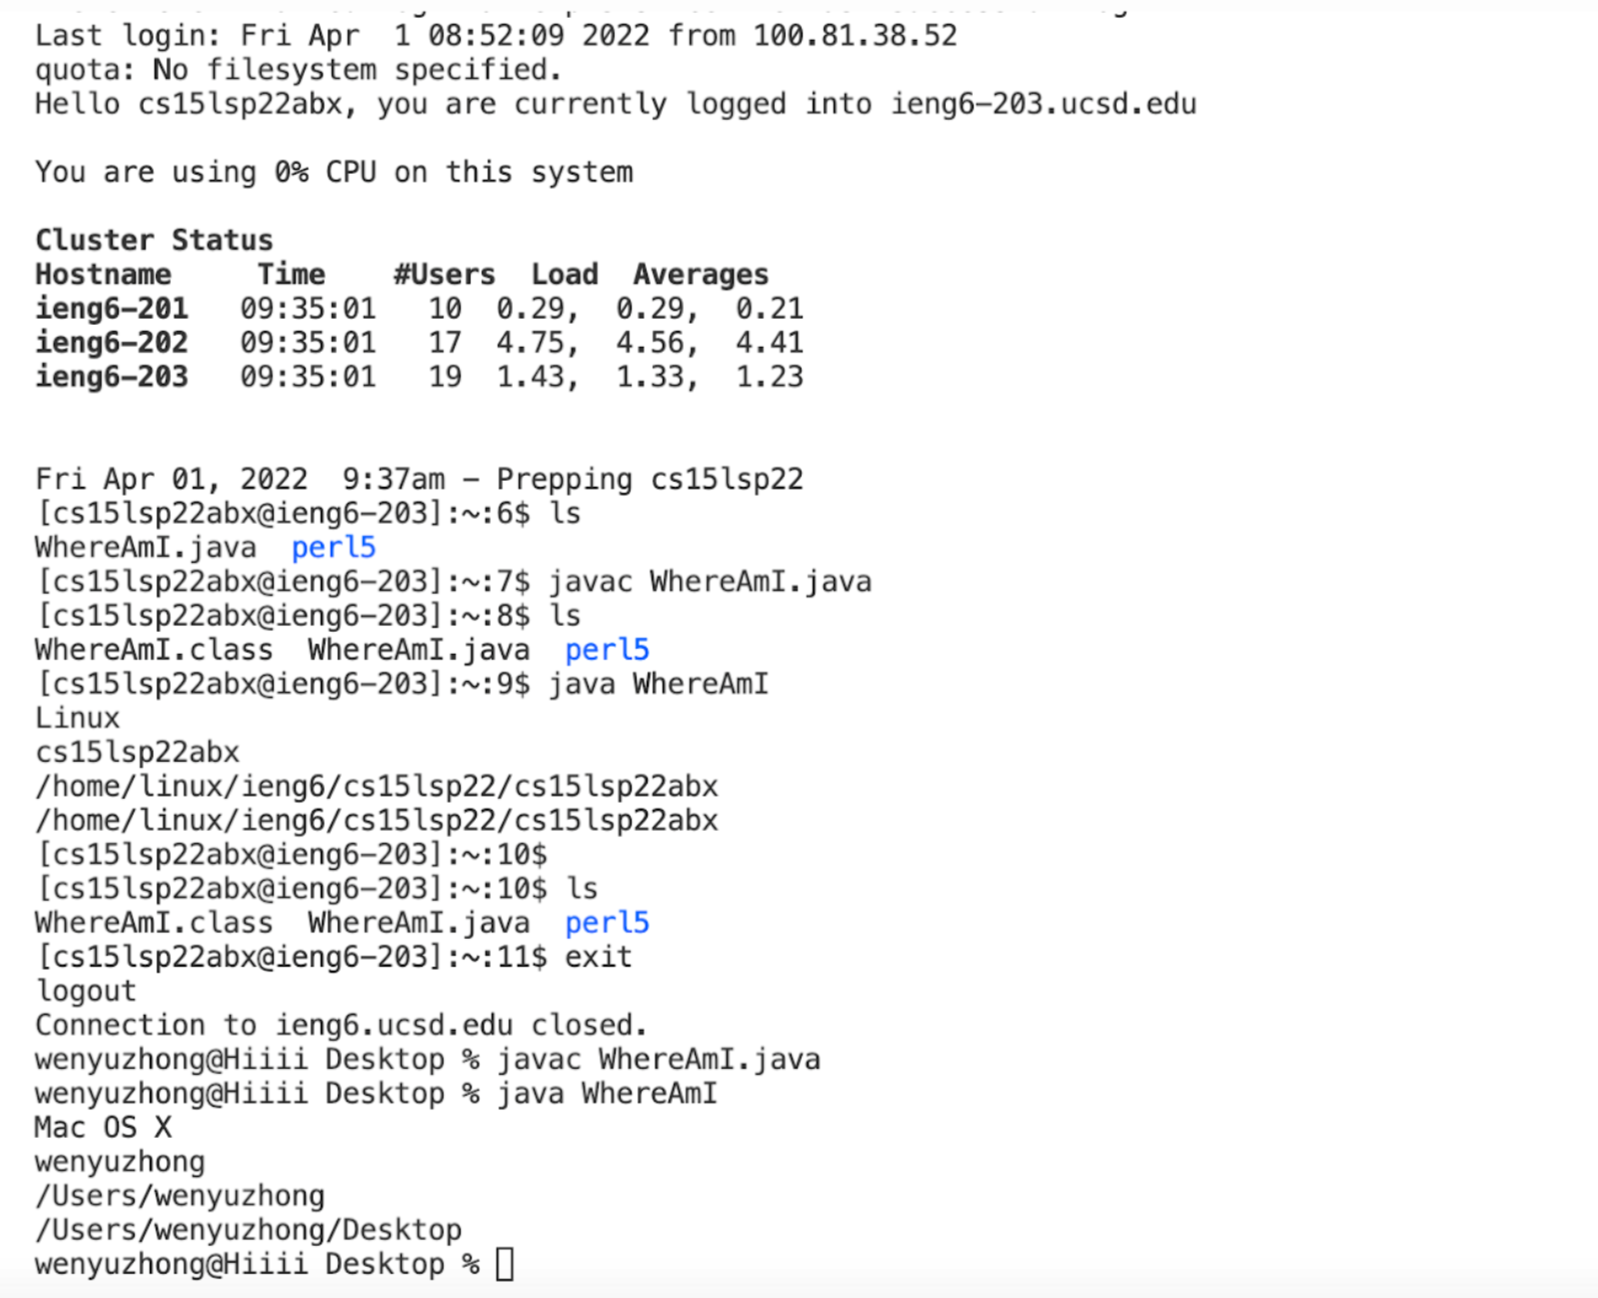 Last login: Fri Apr  1 08:52:09 2022 from 100.81.38.52
quota: No filesystem specified.
Hello cs15lsp22abx, you are currently logged into ieng6-203.ucsd.edu
You are using 0% CPU on this system
Cluster Status
Hostname     Time    #Users  Load  Averages
ieng6-201   09:35:01   10  0.29,  0.29,  0.21
ieng6-202   09:35:01   17  4.75,  4.56,  4.41
ieng6-203   09:35:01   19  1.43,  1.33,  1.23
Fri Apr 01, 2022  9:37am - Prepping cs15lsp22
[cs15lsp22abx@ieng6-203]:~:6$ ls
WhereAmI.java  perl5
[cs15lsp22abx@ieng6-203]:~:7$ javac WhereAmI.java
[cs15lsp22abx@ieng6-203]:~:8$ ls
WhereAmI.class  WhereAmI.java  perl5
[cs15lsp22abx@ieng6-203]:~:9$ java WhereAmI
Linux
cs15lsp22abx
/home/linux/ieng6/cs15lsp22/cs15lsp22abx
/home/linux/ieng6/cs15lsp22/cs15lsp22abx
[cs15lsp22abx@ieng6-203]:~:10$
[cs15lsp22abx@ieng6-203]:~:10$ ls
WhereAmI.class  WhereAmI.java  perl5
[cs15lsp22abx@ieng6-203]:~:11$ exit
logout
Connection to ieng6.ucsd.edu closed.
wenyuzhong@Hiiii Desktop % javac WhereAmI.java
wenyuzhong@Hiiii Desktop % java WhereAmI
Mac OS X
wenyuzhong
/Users/wenyuzhong
/Users/wenyuzhong/Desktop
wenyuzhong@Hiiii Desktop %